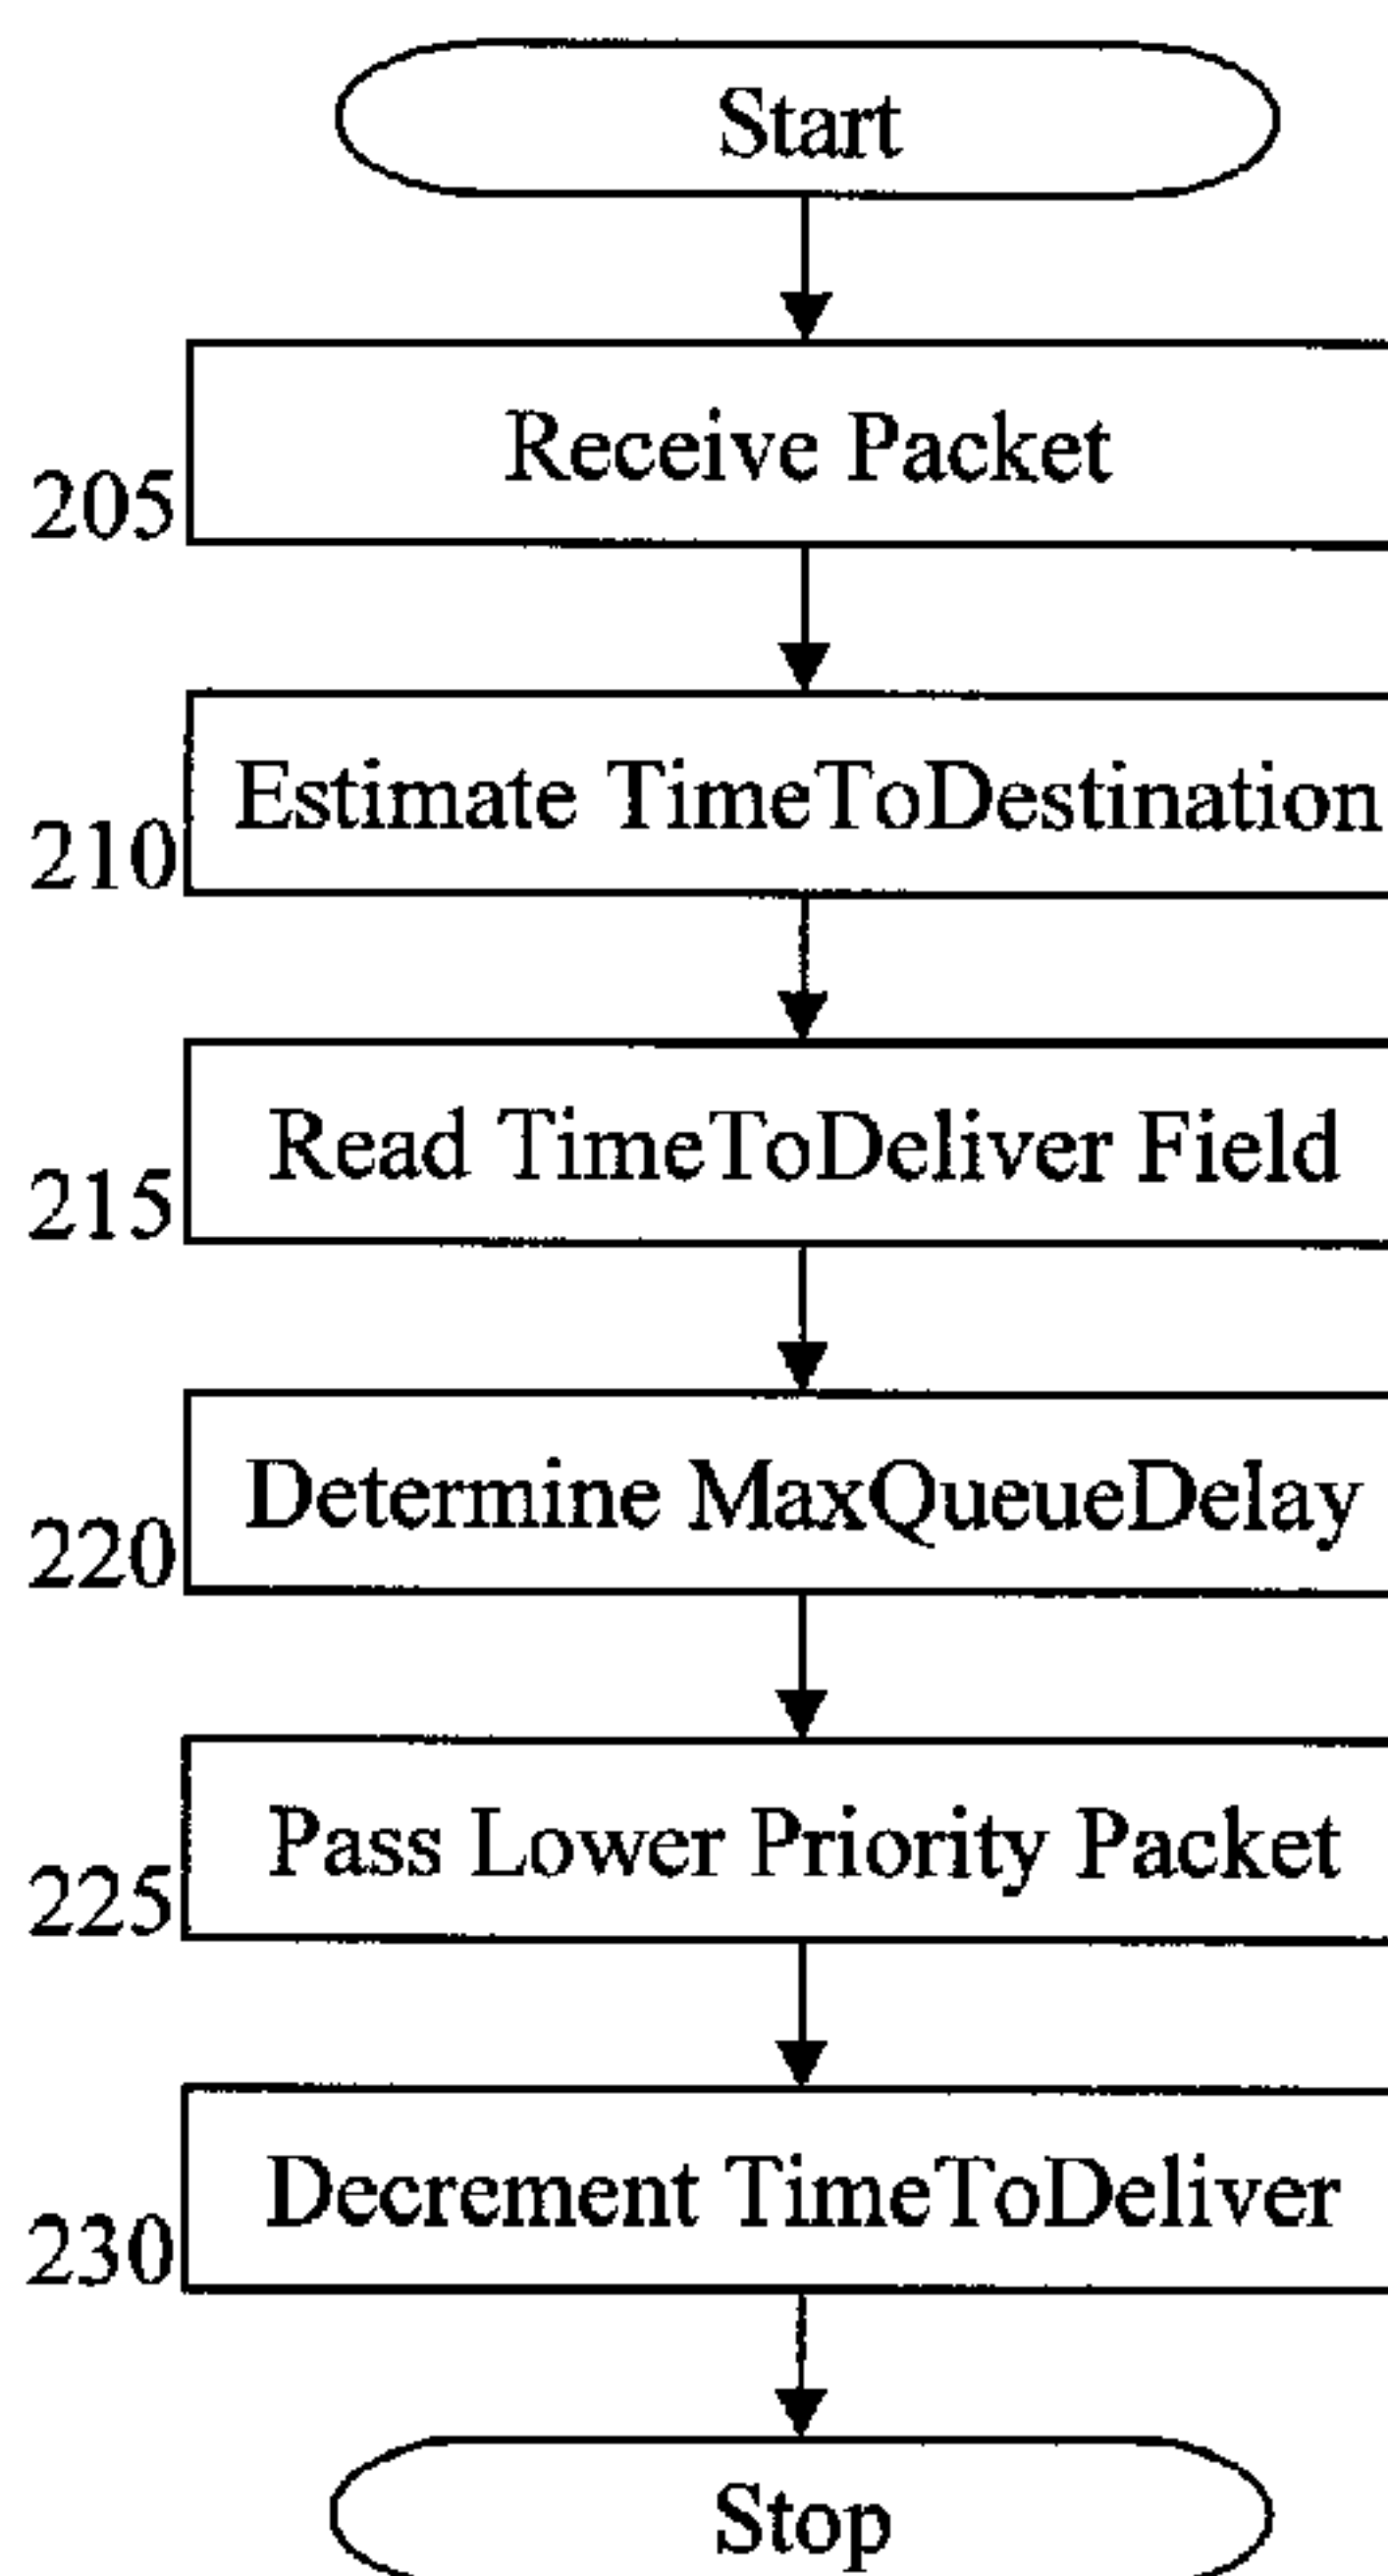 Start
Receive Packet
205
Estimate TimeToDestination
210
Read TimeToDeliver Field
215
Determine MaxQueueDelay
220
Pass Lower Priority Packet
225
Decrement TimeToDeliver
230
Stop